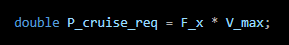 double P_cruise_req = F_x * V_max;